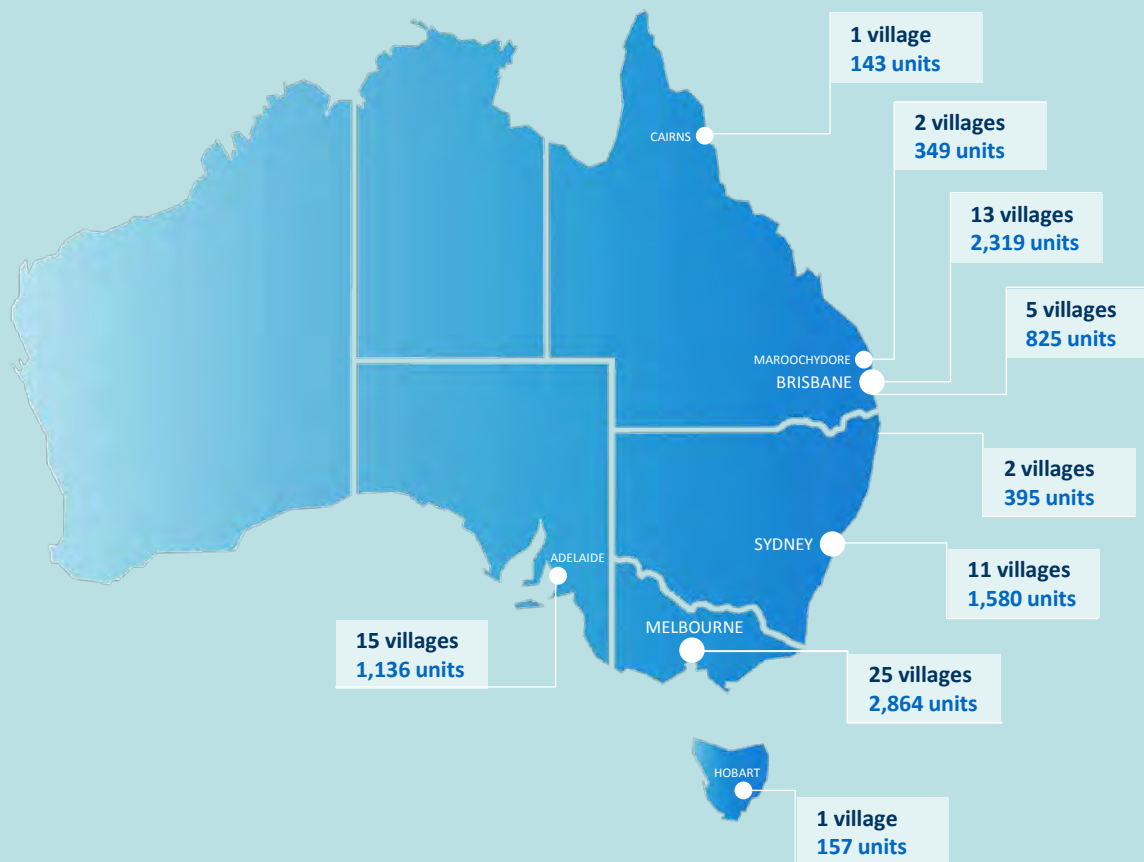 1 village
143 units
CAIRNS
2 villages
349 units
13 villages
2,319 units
5 villages
825 units
MAROOCHYDORE
BRISBANE
2 villages
395 units
SYDNEY
ADELAIDE
11 villages
1,580 units
MELBOURNE
15 villages
1,136 units
25 villages
2,864 units
HOBART
1 village
157 units